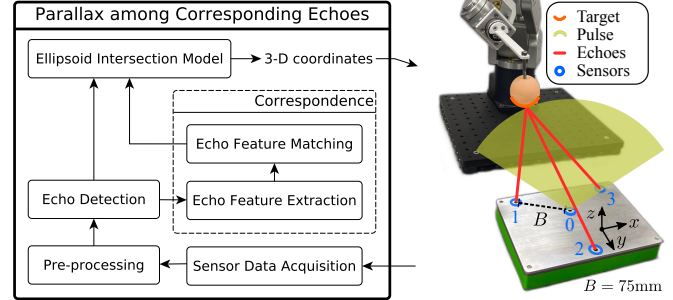 Parallax among Corresponding Echoes
Ellipsoid Intersection Model
3-D coordinates
Correspondence
Echo Feature Matching
Echo Detection
Echo Feature Extraction
Pre-processing
Sensor Data Acquisition
Target
Pulse
Echoes
Sensors
1
B
0
3
2
z
x
y
B = 75mm